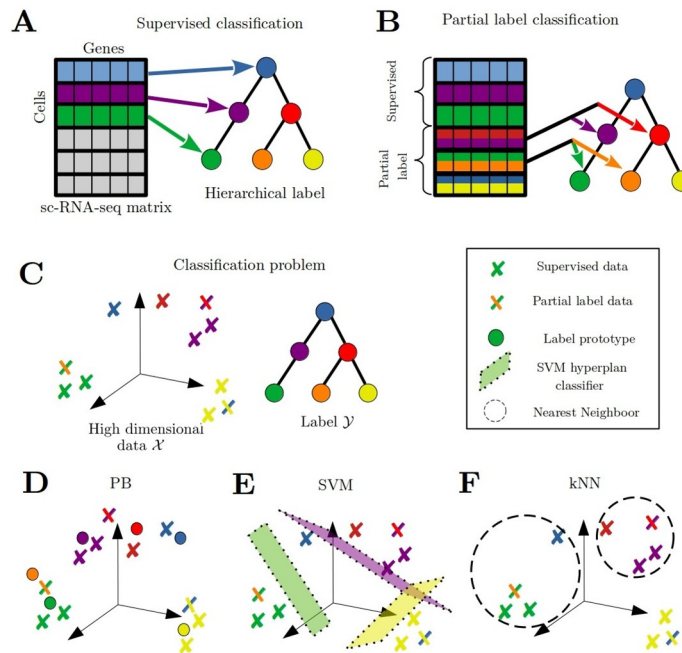 A
Supervised classification
Genes
Cells
sc-RNA-seq matrix
Hierarchical label
B
Partial label classification
Supervised
Partial
label
C
Classification problem
High dimensional
data 𝒳
Label 𝒴
Supervised data
Partial label data
Label prototype
SVM hyperplan
classifier
Nearest Neighboor
D
PB
E
SVM
F
kNN